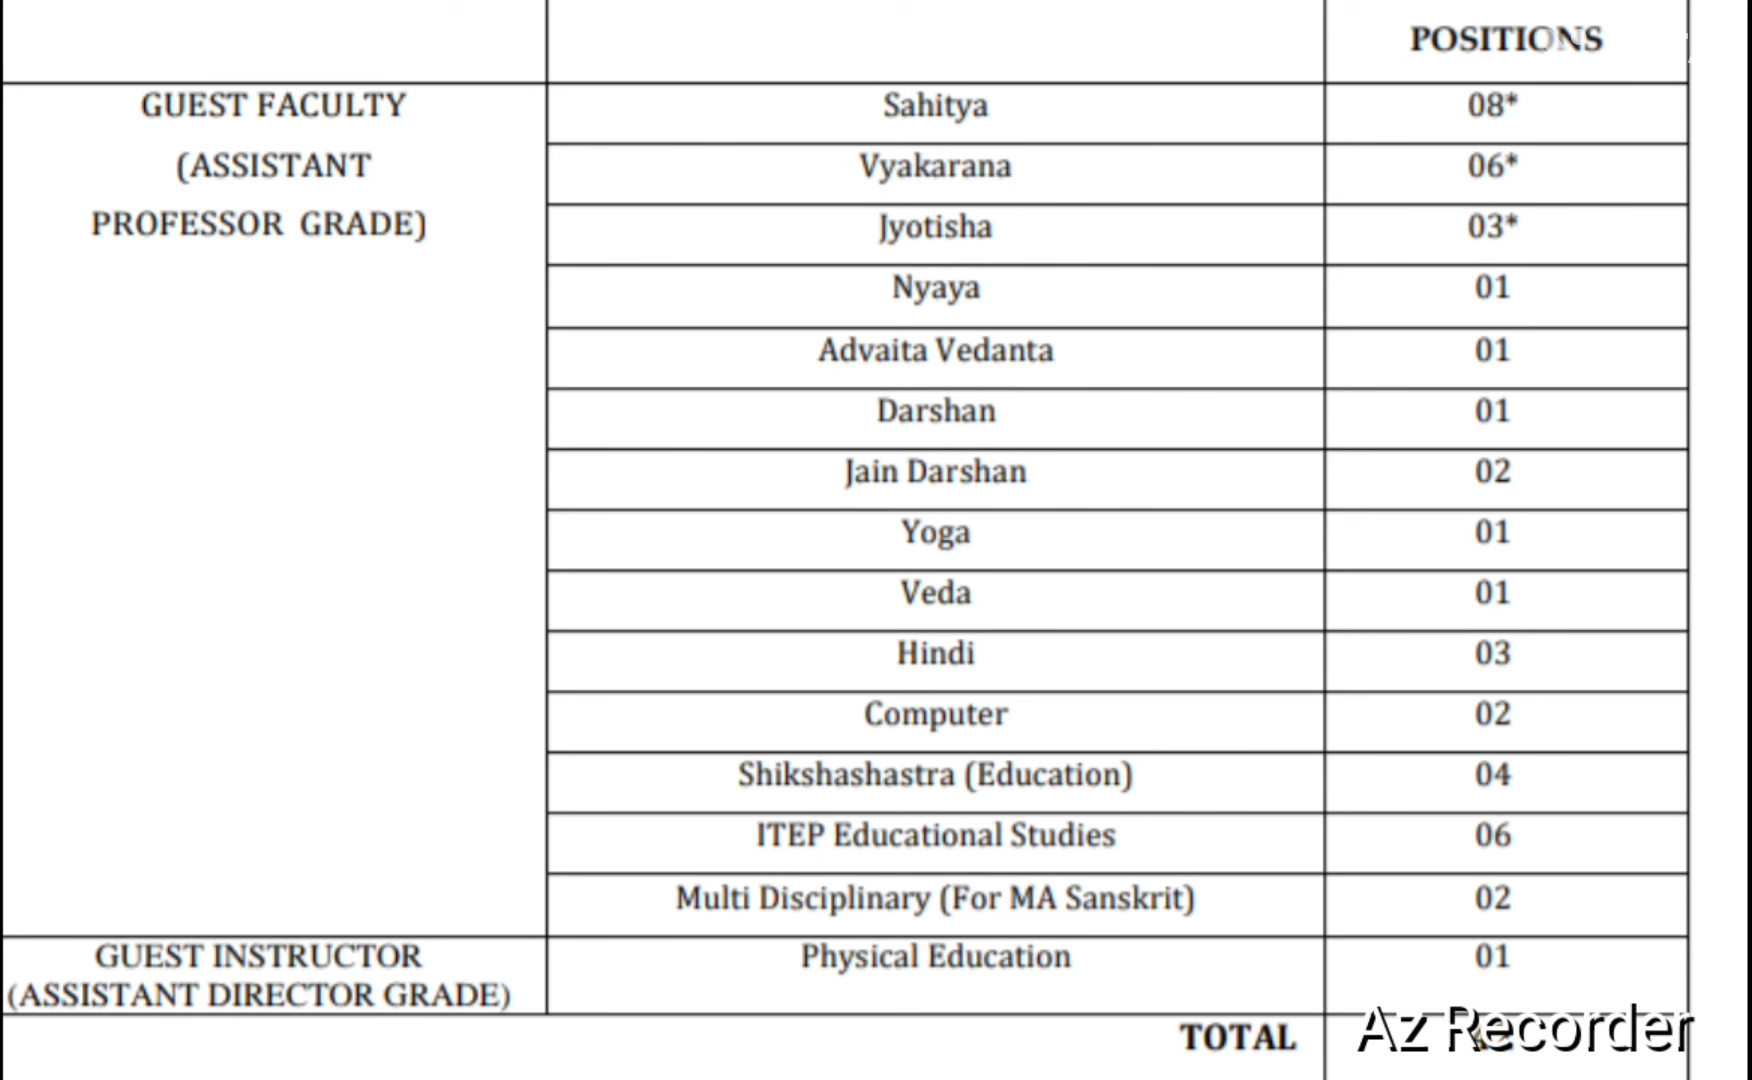 POSITIONS
GUEST FACULTY
(ASSISTANT
PROFESSOR GRADE)
Sahitya 08*
Vyakarana 06*
Jyotisha 03*
Nyaya 01
Advaita Vedanta 01
Darshan 01
Jain Darshan 02
Yoga 01
Veda 01
Hindi 03
Computer 02
Shikshashastra (Education) 04
ITEP Educational Studies 06
Multi Disciplinary (For MA Sanskrit) 02
GUEST INSTRUCTOR
(ASSISTANT DIRECTOR GRADE)
Physical Education 01
TOTAL
Az Recorder